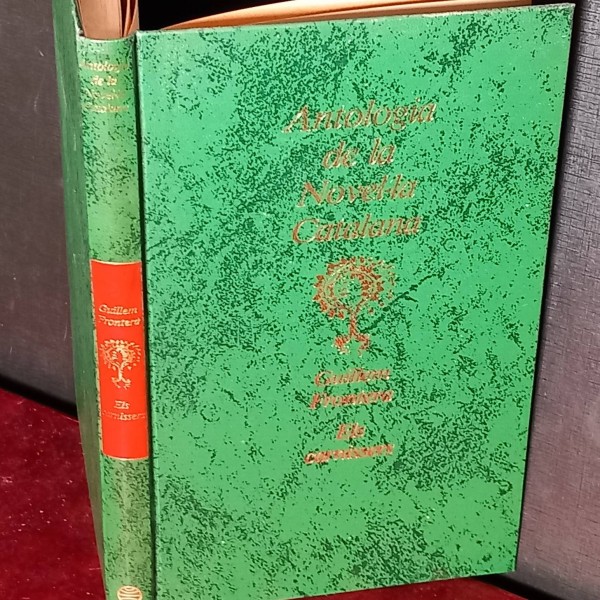 Antologia
de la
Novel·la
Catalana
Guillem
Frontera
Els
carnissers
Antologia
de la
Novel·la
Catalana
Guillem
Frontera
Els
carnissers